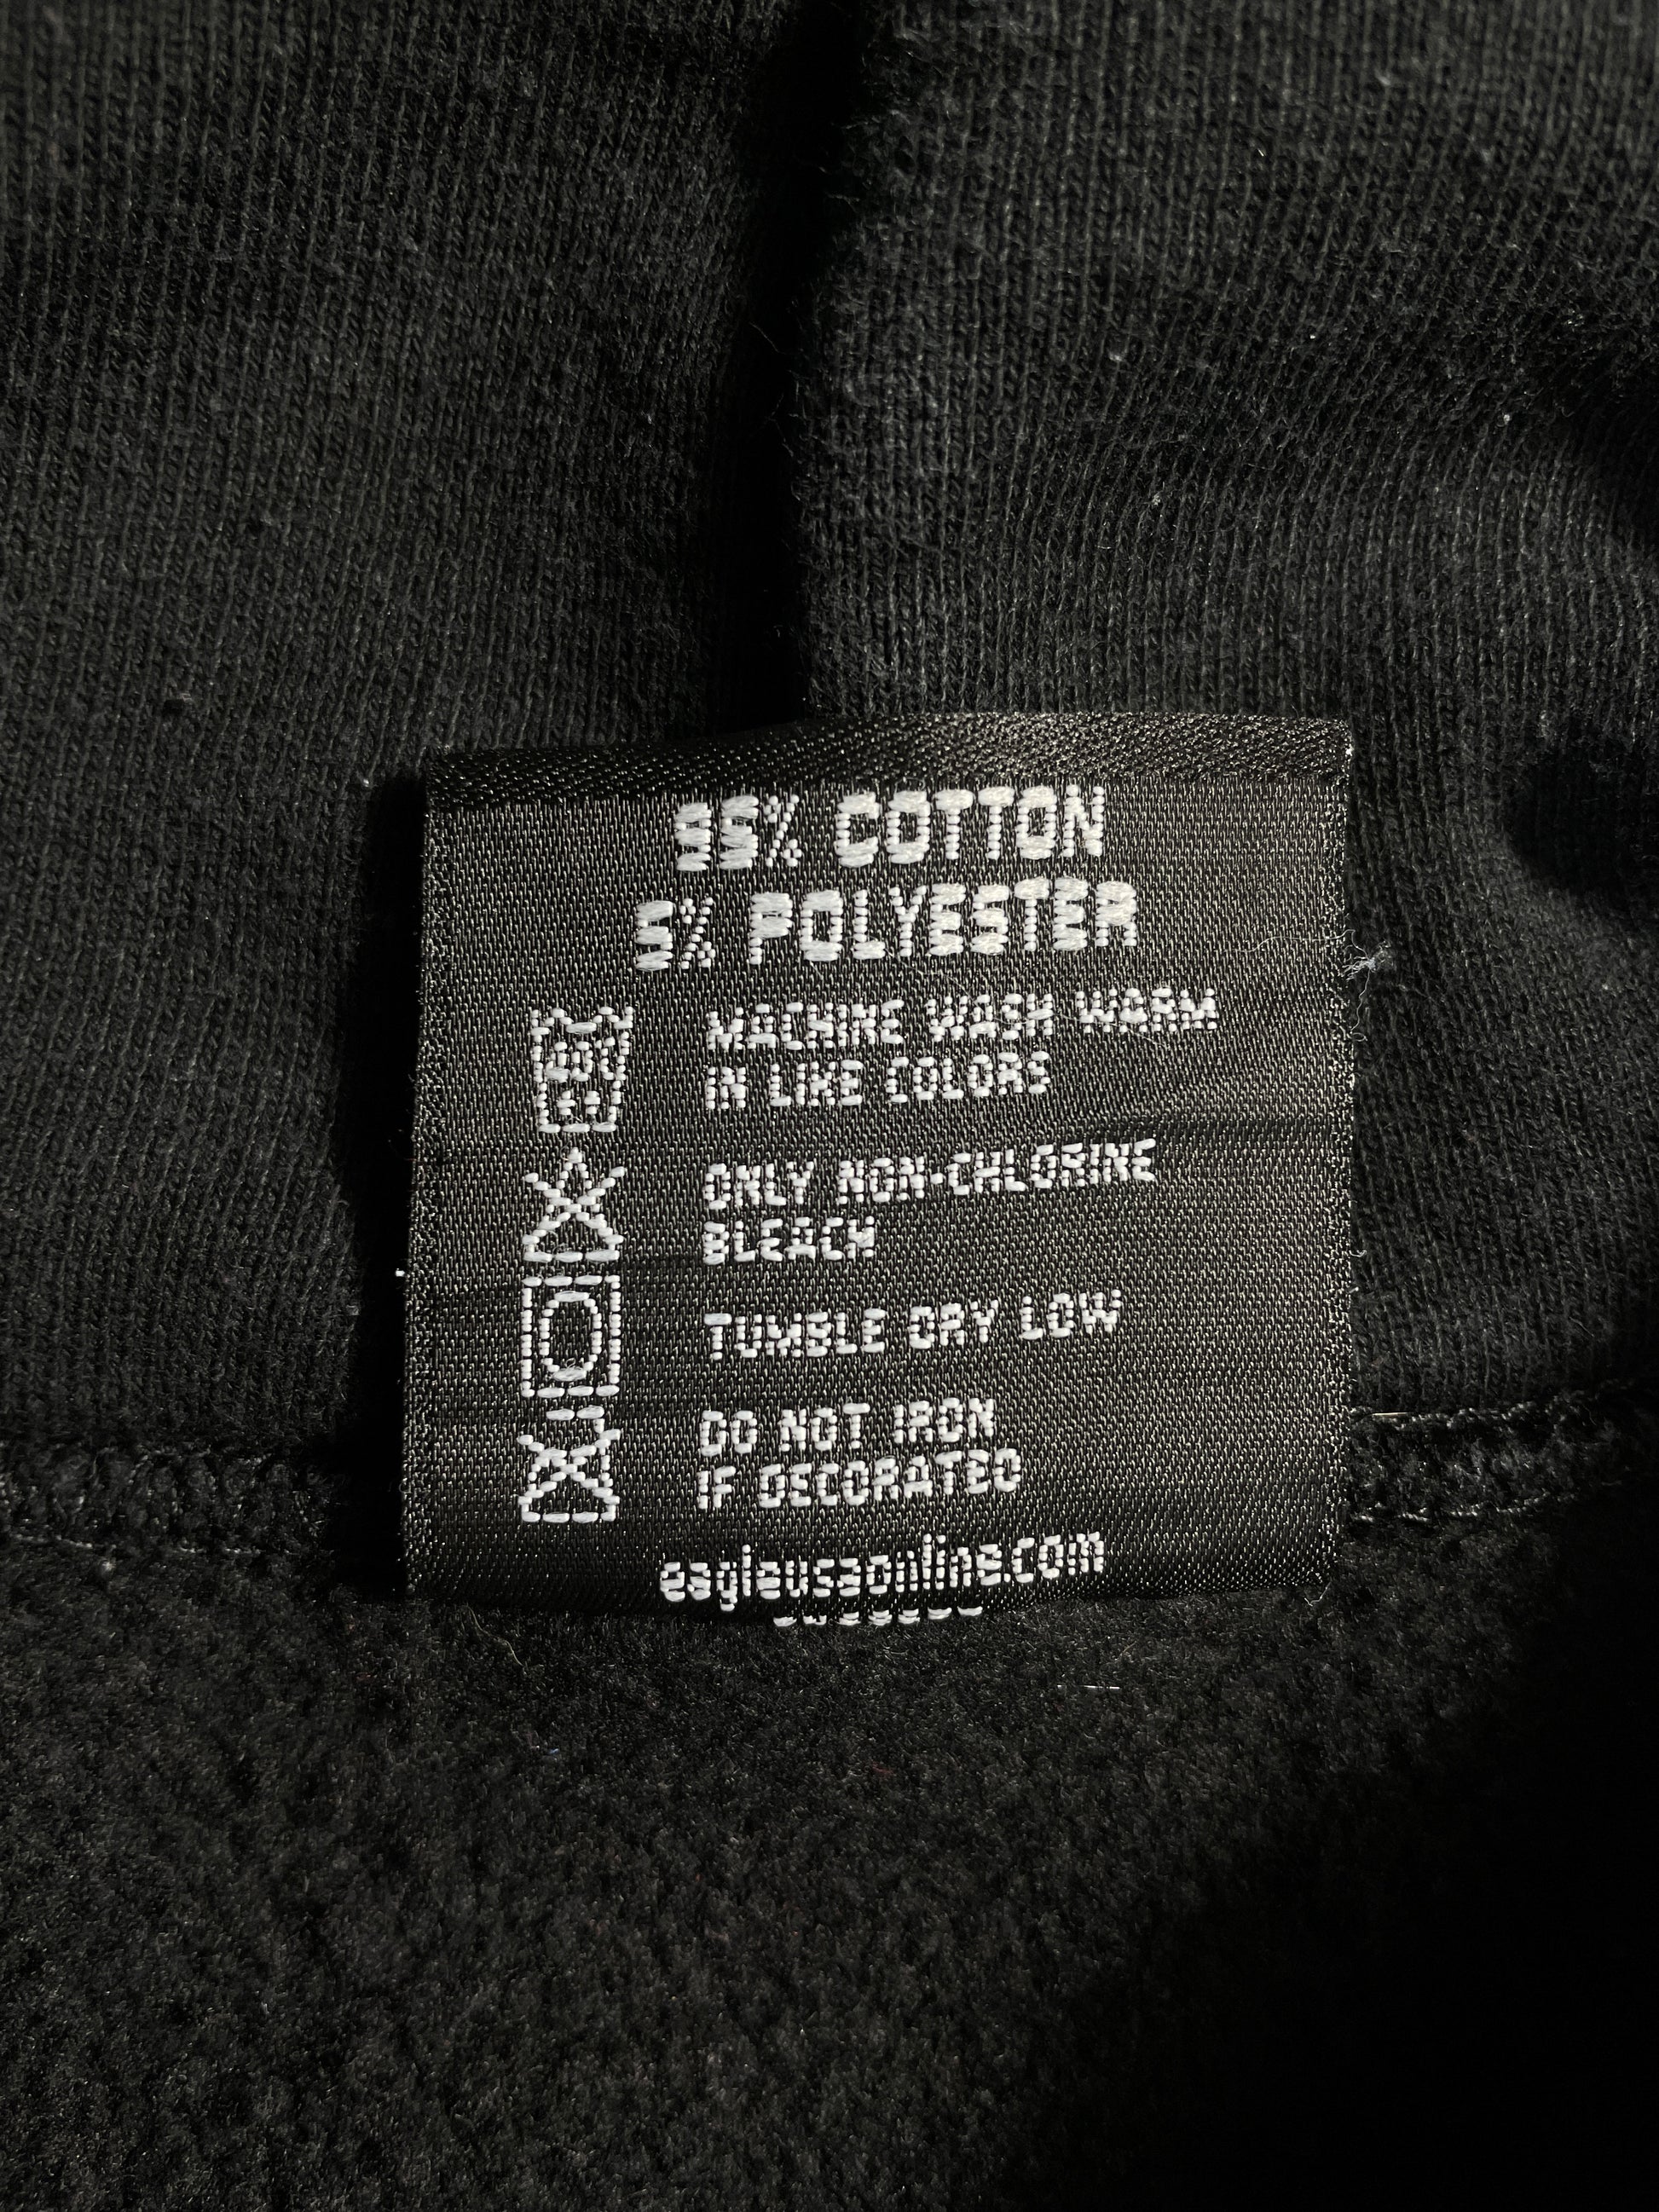 95% COTTON
5% POLYESTER
MACHINE WASH WARM
IN LIKE COLORS
ONLY NON-CHLORINE
BLEACH
TUMBLE DRY LOW
DO NOT IRON
IF DECORATED
esgieusaonline.com